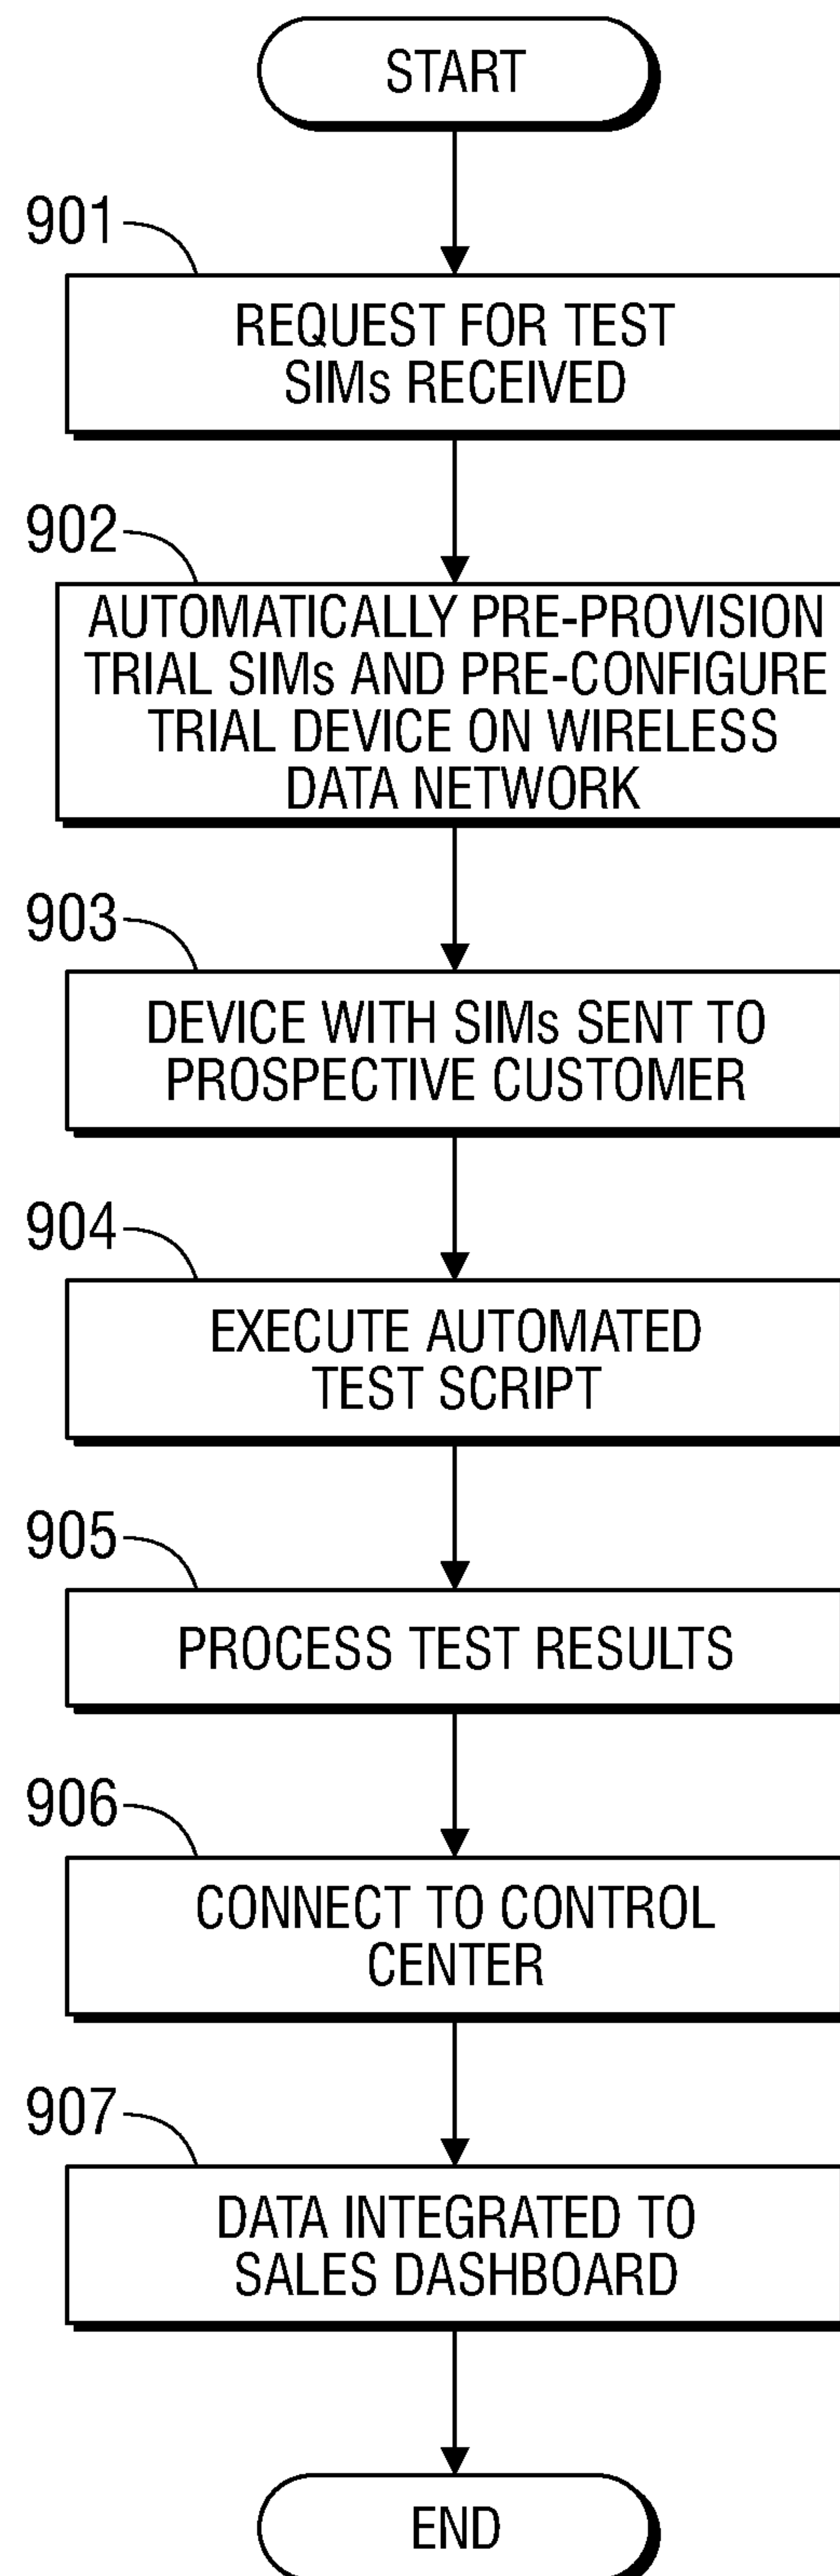 START
901
REQUEST FOR TEST
SIMs RECEIVED
902
AUTOMATICALLY PRE-PROVISION
TRIAL SIMs AND PRE-CONFIGURE
TRIAL DEVICE ON WIRELESS
DATA NETWORK
903
DEVICE WITH SIMs SENT TO
PROSPECTIVE CUSTOMER
904
EXECUTE AUTOMATED
TEST SCRIPT
905
PROCESS TEST RESULTS
906
CONNECT TO CONTROL
CENTER
907
DATA INTEGRATED TO
SALES DASHBOARD
END